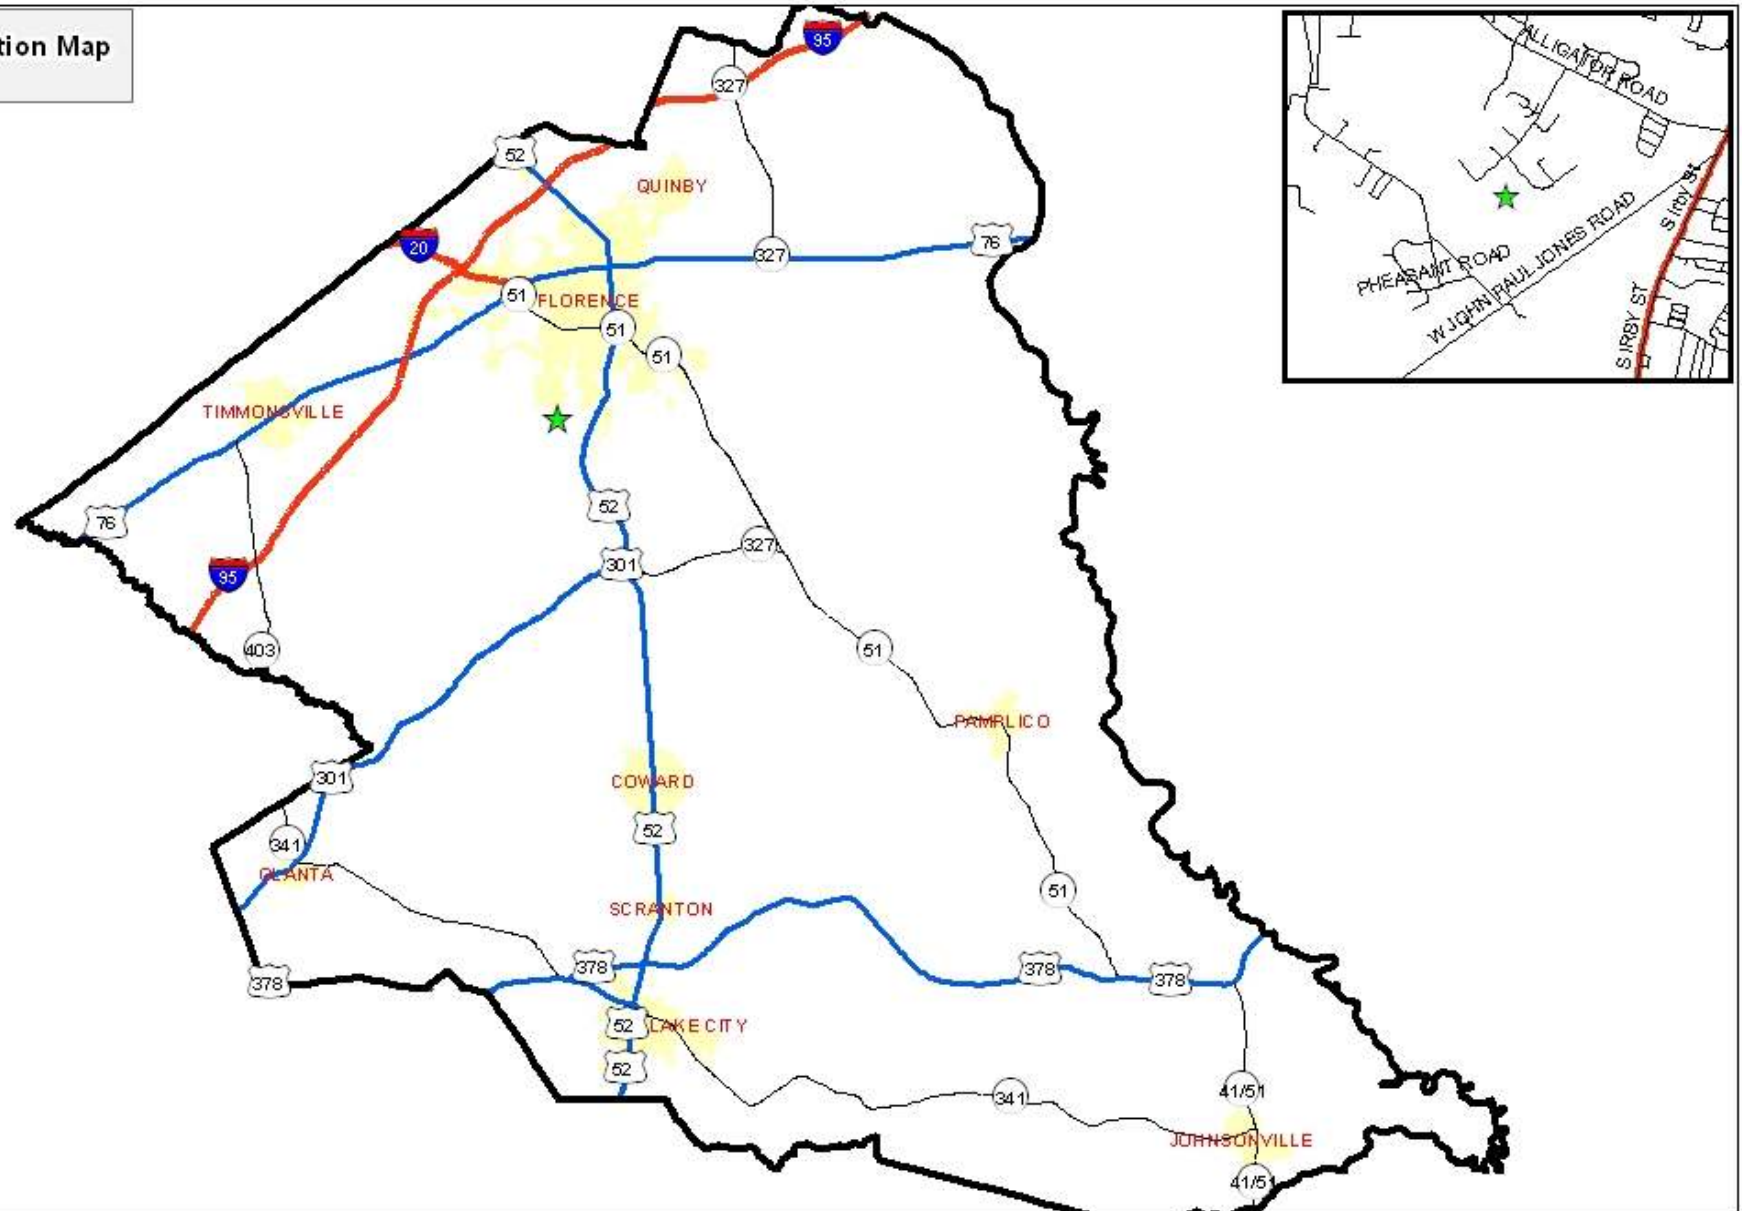 tion Map
95
327
52
QUINBY
20
327
76
51
FLORENCE
51
51
TIMMONSVILLE
52
76
301
327
95
403
51
PAMPLICO
301
COWARD
52
341
OLANTA
51
SCRANTON
378
378
378
378
52
LAKE CITY
52
41/51
341
JOHNSONVILLE
41/51
ALLIGATOR ROAD
S Irby St
PHEASANT ROAD
W JOHN PAUL JONES ROAD
S IRBY ST